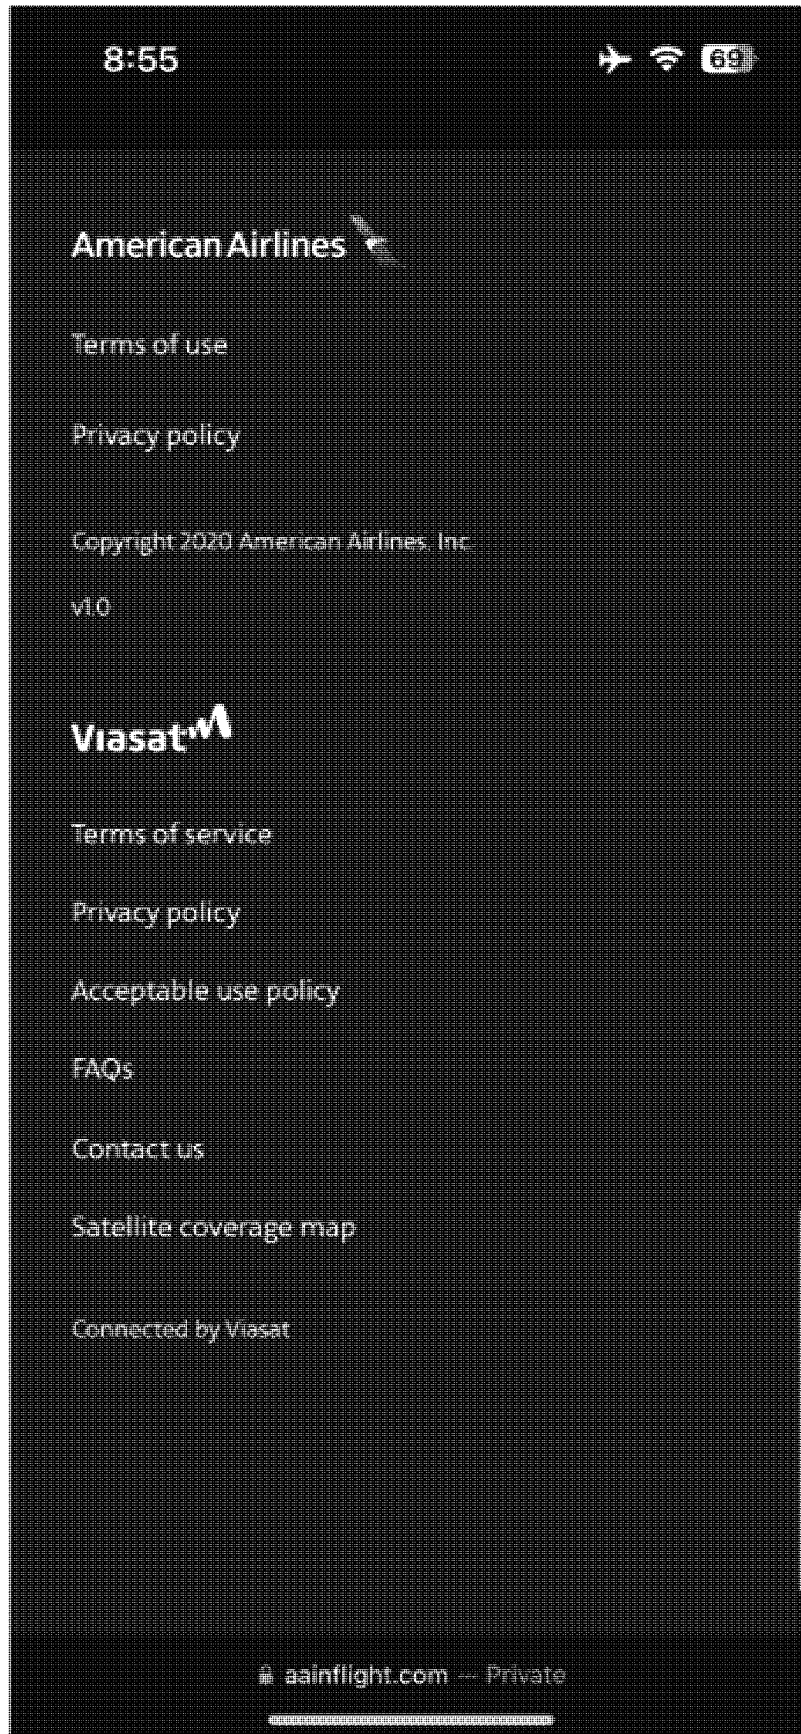 8:55
69
American Airlines
Terms of use
Privacy policy
Copyright 2020 American Airlines, Inc.
v1.0
Viasat
Terms of service
Privacy policy
Acceptable use policy
FAQs
Contact us
Satellite coverage map
Connected by Viasat
aainflight.com — Private